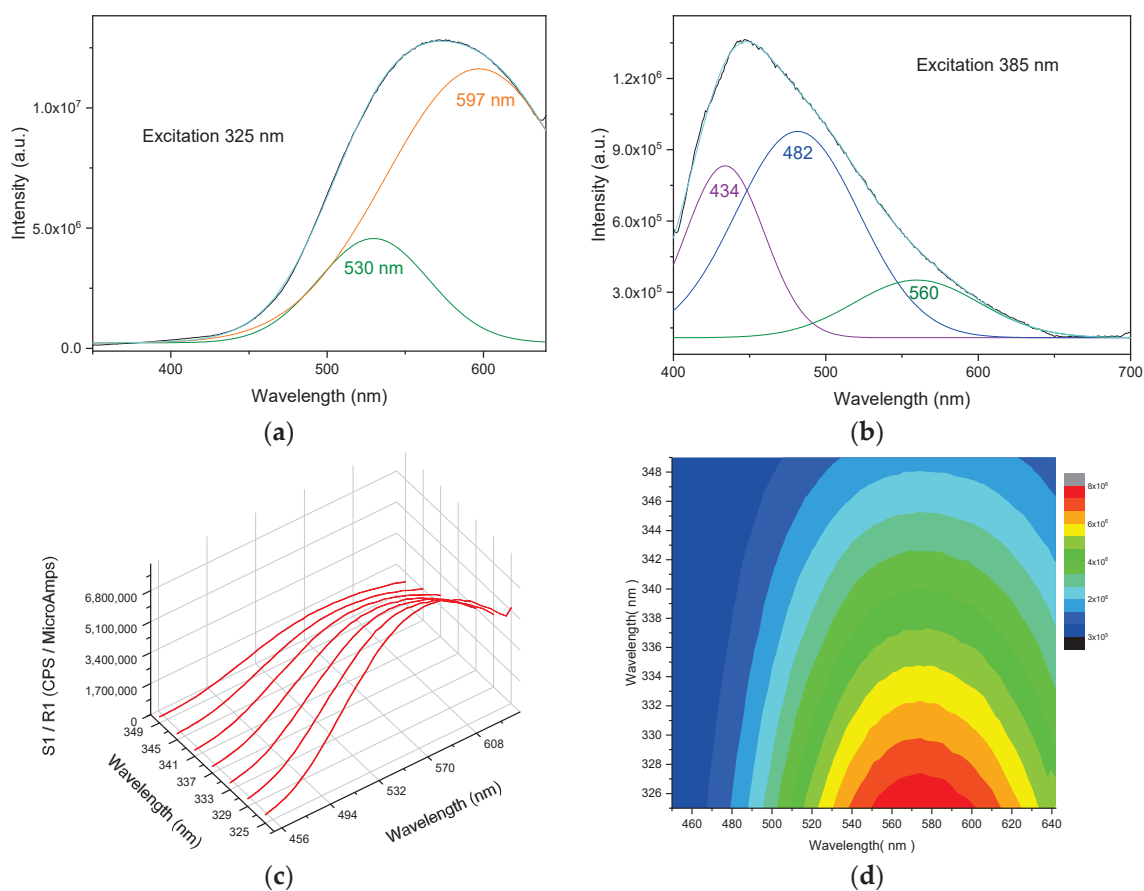 Intensity (a.u.)
1.0x10⁷
5.0x10⁶
0.0
Excitation 325 nm
597 nm
530 nm
400
500
600
Wavelength (nm)
(a)
Intensity (a.u.)
1.2x10⁶
9.0x10⁵
6.0x10⁵
3.0x10⁵
Excitation 385 nm
434
482
560
400
500
600
700
Wavelength (nm)
(b)
S1 / R1 (CPS / MicroAmps)
6,800,000
5,100,000
3,400,000
1,700,000
0
349
345
341
337
333
329
325
Wavelength (nm)
456
494
532
570
608
Wavelength (nm)
(c)
Wavelength( nm )
348
346
344
342
340
338
336
334
332
330
328
326
460
480
500
520
540
560
580
600
620
640
Wavelength( nm )
8x10⁶
6x10⁶
4x10⁶
2x10⁶
3x10⁵
(d)